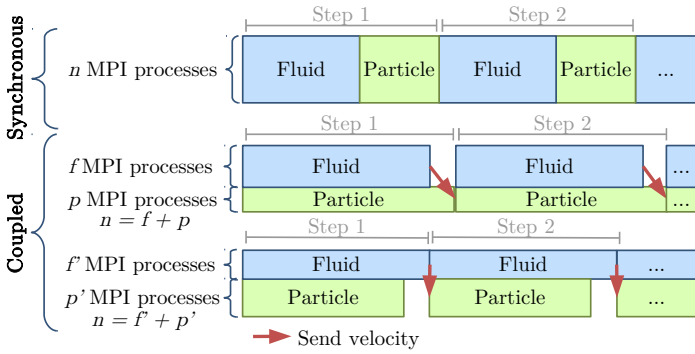 Synchronous
Step 1 Step 2
n MPI processes Fluid Particle Fluid Particle ...
Coupled
Step 1 Step 2
f MPI processes Fluid Fluid ...
p MPI processes Particle Particle ...
n = f + p
Step 1 Step 2
f' MPI processes Fluid Fluid ...
p' MPI processes Particle Particle ...
n = f' + p'
Send velocity